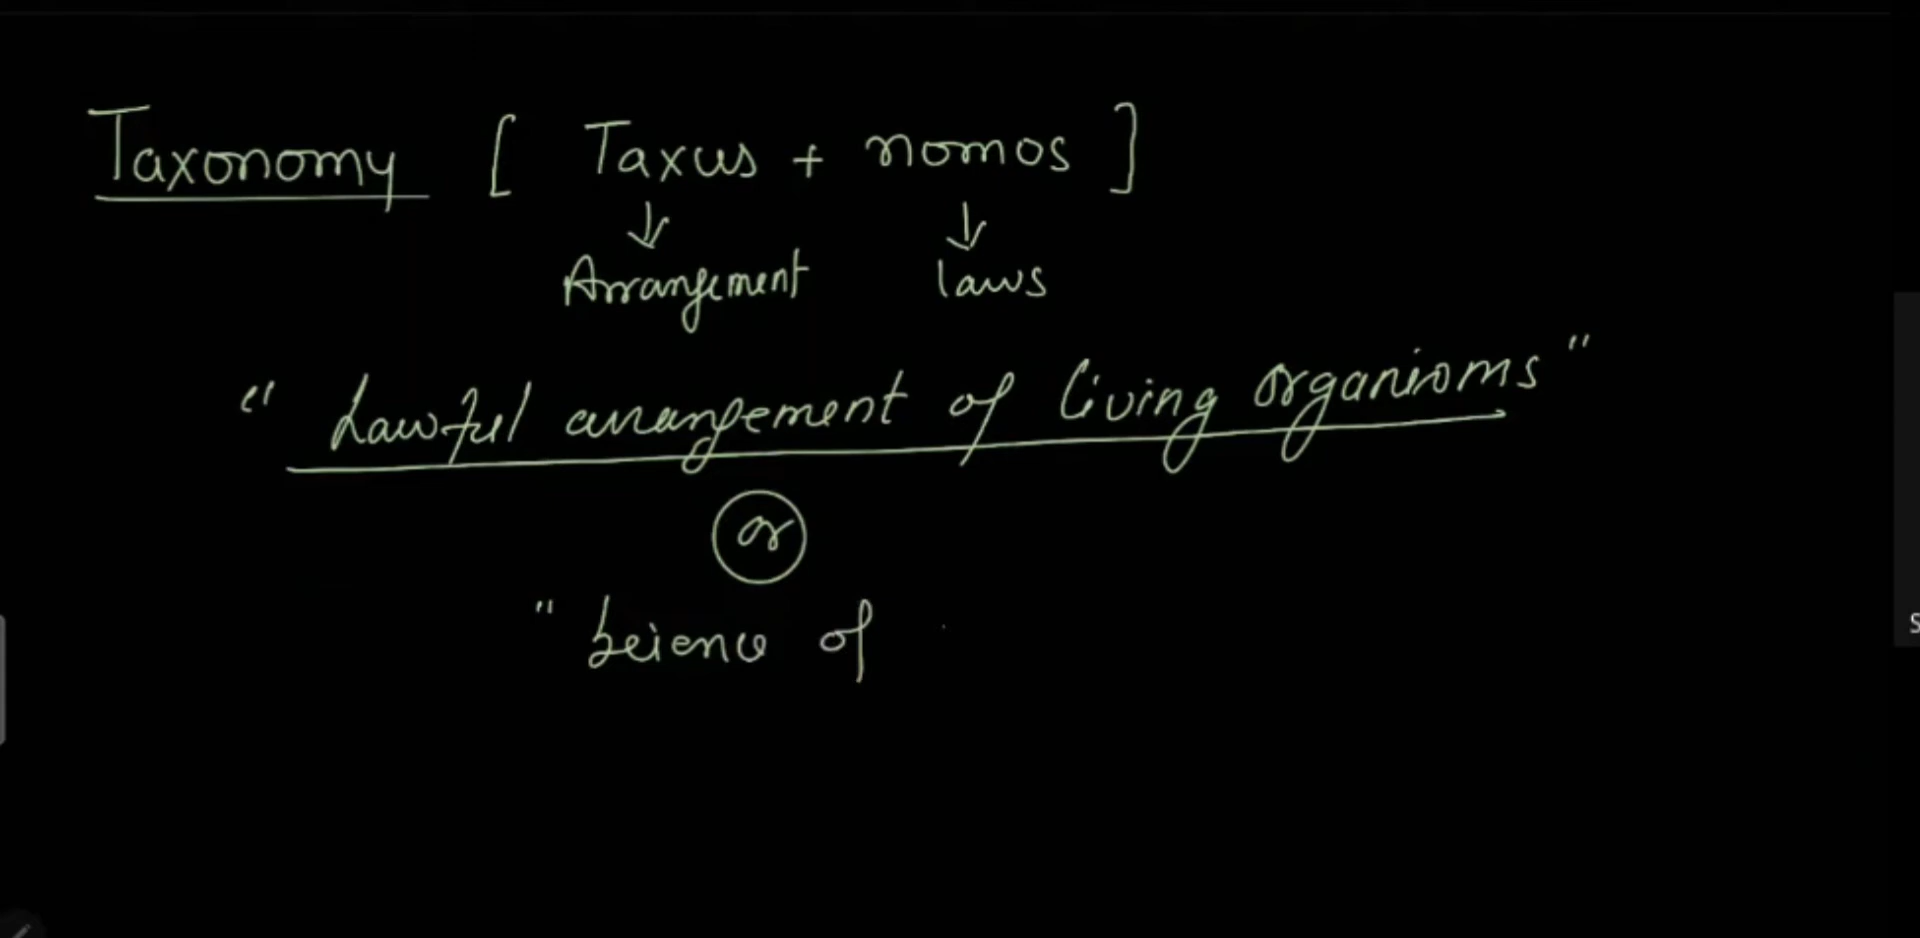 Taxonomy [ Taxus + nomos ]
↓ ↓
Arrangement laws
" Lawful arrangement of living organisms "
or
" Science of
S